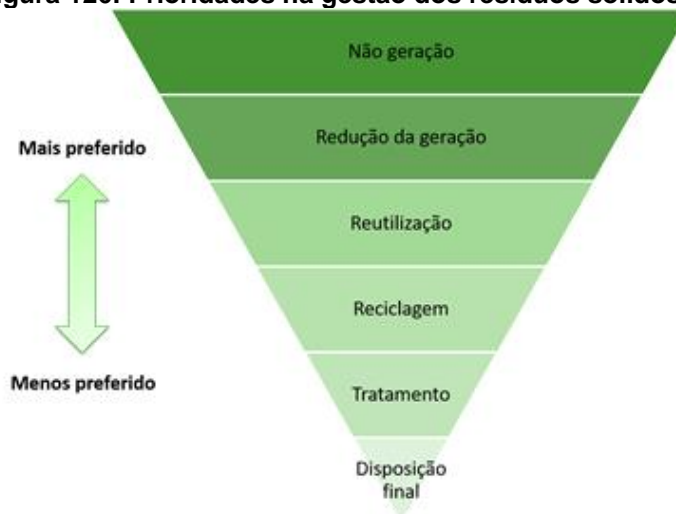 Prioridades na gestão dos resíduos sólidos
Não geração
Redução da geração
Mais preferido
Reutilização
Reciclagem
Menos preferido
Tratamento
Disposição
final